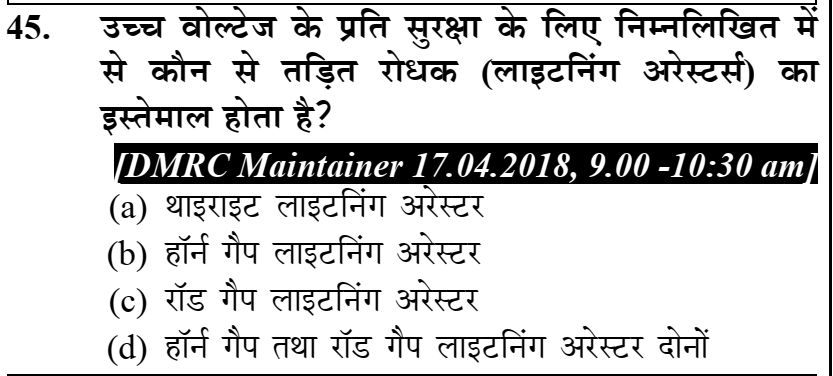 45. उच्च वोल्टेज के प्रति सुरक्षा के लिए निम्नलिखित में
से कौन से तड़ित रोधक (लाइटनिंग अरेस्टर्स) का
इस्तेमाल होता है?
[DMRC Maintainer 17.04.2018, 9.00 -10:30 am]
(a) थाइराइट लाइटनिंग अरेस्टर
(b) हॉर्न गैप लाइटनिंग अरेस्टर
(c) रॉड गैप लाइटनिंग अरेस्टर
(d) हॉर्न गैप तथा रॉड गैप लाइटनिंग अरेस्टर दोनों